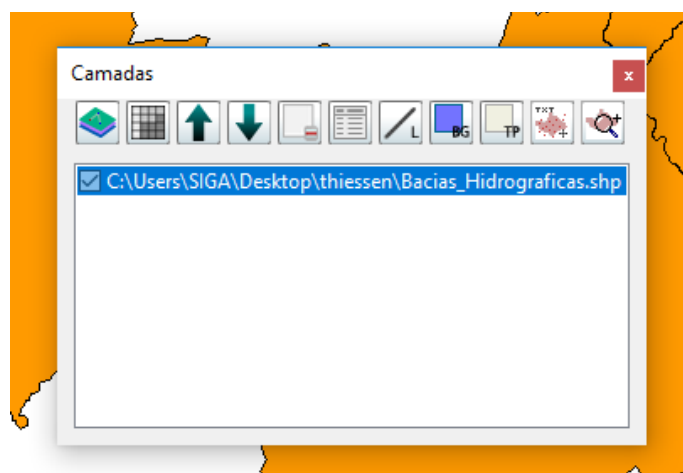 Camadas
x
L BG TP TXT
C:\Users\SIGA\Desktop\thiessen\Bacias_Hidrograficas.shp